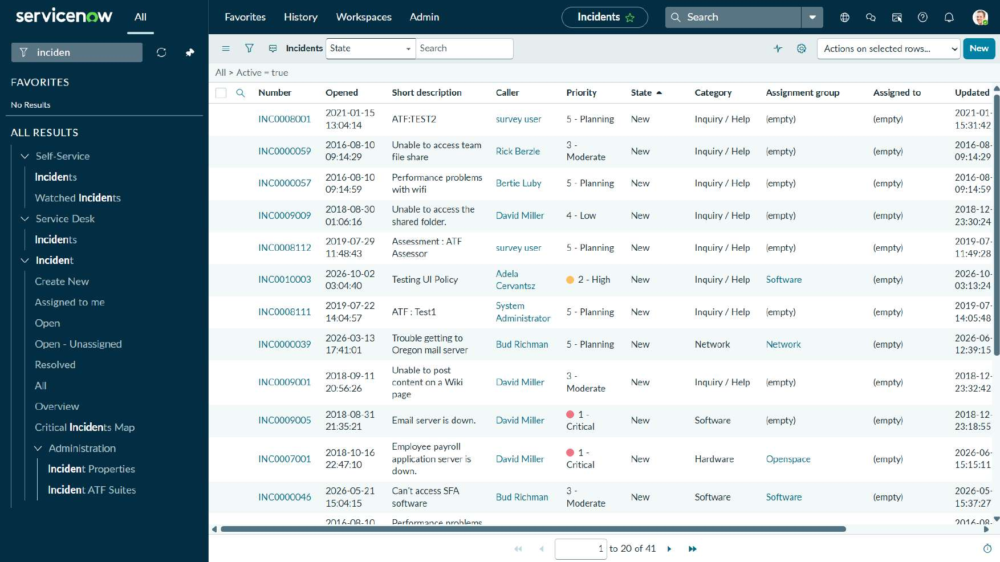 servicenow All Favorites History Workspaces Admin Incidents Search
inciden
FAVORITES
No Results
ALL RESULTS
Self-Service
Incidents
Watched Incidents
Service Desk
Incidents
Incident
Create New
Assigned to me
Open
Open - Unassigned
Resolved
All
Overview
Critical Incidents Map
Administration
Incident Properties
Incident ATF Suites
Incidents State Search Actions on selected rows... New
All > Active = true
Number Opened Short description Caller Priority State Category Assignment group Assigned to Updated
INC0008001 2021-01-15 13:04:14 ATF:TEST2 survey user 5 - Planning New Inquiry / Help (empty) (empty) 2021-01- 15:31:42
INC0000059 2016-08-10 09:14:29 Unable to access team file share Rick Berzle 3 - Moderate New Inquiry / Help (empty) (empty) 2016-08- 09:14:29
INC0000057 2016-08-10 09:14:59 Performance problems with wifi Bertie Luby 5 - Planning New Inquiry / Help (empty) (empty) 2016-08- 09:14:59
INC0009009 2018-08-30 01:06:16 Unable to access the shared folder. David Miller 4 - Low New Inquiry / Help (empty) (empty) 2018-12- 23:30:24
INC0008112 2019-07-29 11:48:43 Assessment : ATF Assessor survey user 5 - Planning New Inquiry / Help (empty) (empty) 2019-07- 11:49:28
INC0010003 2026-10-02 03:04:40 Testing UI Policy Adela Cervantsz 2 - High New Inquiry / Help Software (empty) 2026-10- 03:13:24
INC0008111 2019-07-22 14:04:57 ATF : Test1 System Administrator 5 - Planning New Inquiry / Help (empty) (empty) 2019-07- 14:05:48
INC0000039 2026-03-13 17:41:01 Trouble getting to Oregon mail server Bud Richman 5 - Planning New Network Network (empty) 2026-06- 12:39:15
INC0009001 2018-09-11 20:56:26 Unable to post content on a Wiki page David Miller 3 - Moderate New Inquiry / Help (empty) (empty) 2018-12- 23:32:42
INC0009005 2018-08-31 21:35:21 Email server is down. David Miller 1 - Critical New Software (empty) (empty) 2018-12- 23:18:55
INC0007001 2018-10-16 22:47:10 Employee payroll application server is down. David Miller 1 - Critical New Hardware Openspace (empty) 2026-06- 15:15:11
INC0000046 2026-05-21 15:04:15 Can't access SFA software Bud Richman 3 - Moderate New Software Software (empty) 2026-05- 15:37:27
2016-08-10 Performance problems 2016-08-
1 to 20 of 41